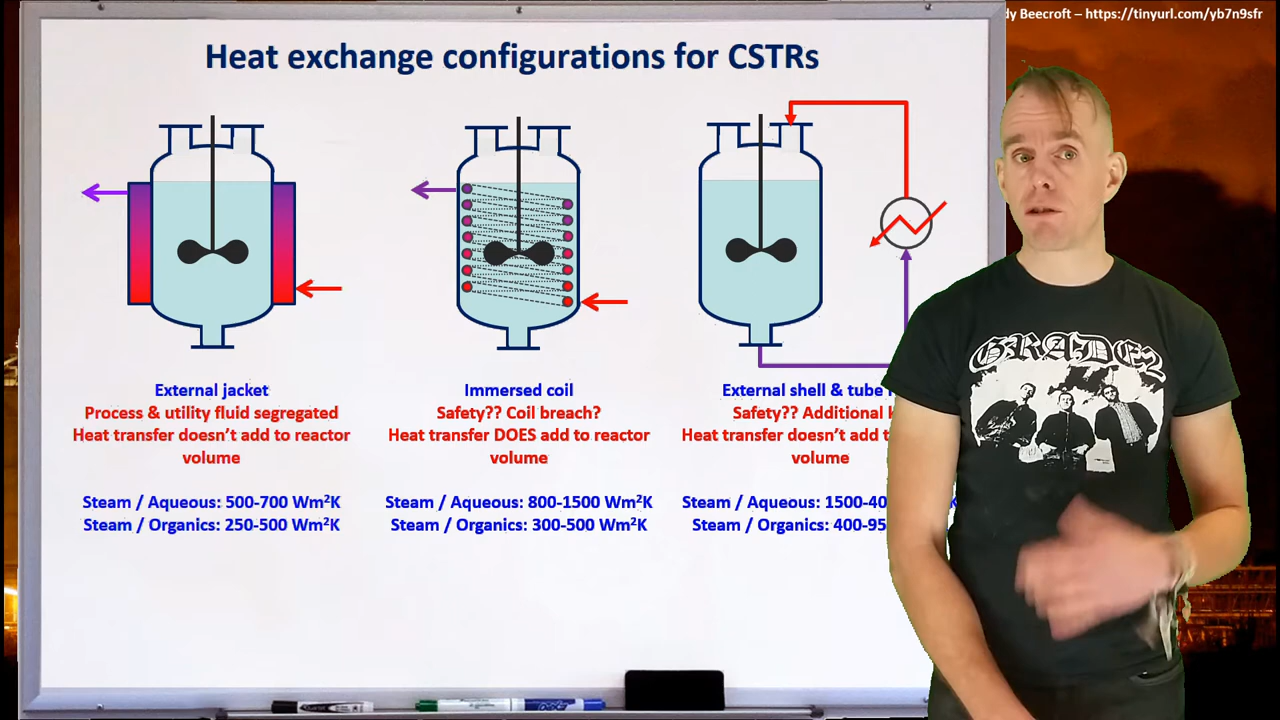 dy Beecroft – https://tinyurl.com/yb7n9sfr
Heat exchange configurations for CSTRs
External jacket
Process & utility fluid segregated
Heat transfer doesn't add to reactor
volume
Steam / Aqueous: 500-700 Wm²K
Steam / Organics: 250-500 Wm²K
Immersed coil
Safety?? Coil breach?
Heat transfer DOES add to reactor
volume
Steam / Aqueous: 800-1500 Wm²K
Steam / Organics: 300-500 Wm²K
External shell & tube
Safety?? Additional
Heat transfer doesn't add t
volume
Steam / Aqueous: 1500-40
Steam / Organics: 400-95
GRADE2